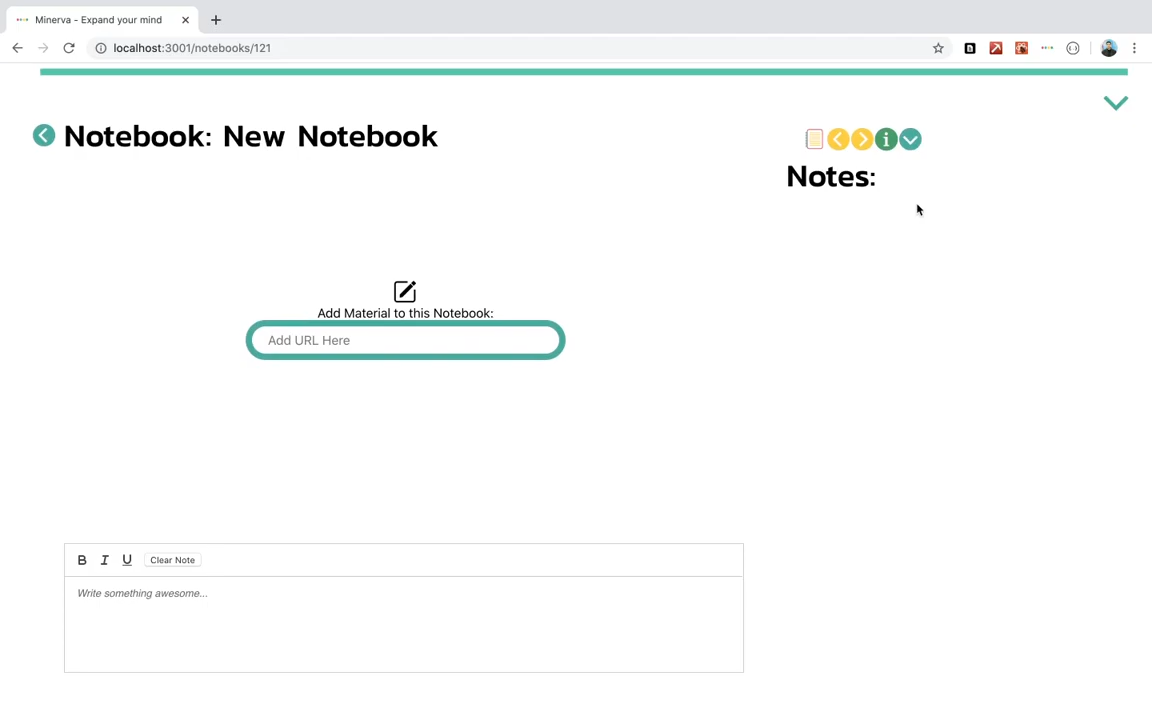 Minerva - Expand your mind
localhost:3001/notebooks/121
Notebook: New Notebook
Notes:
Add Material to this Notebook:
Add URL Here
B I U Clear Note
Write something awesome...